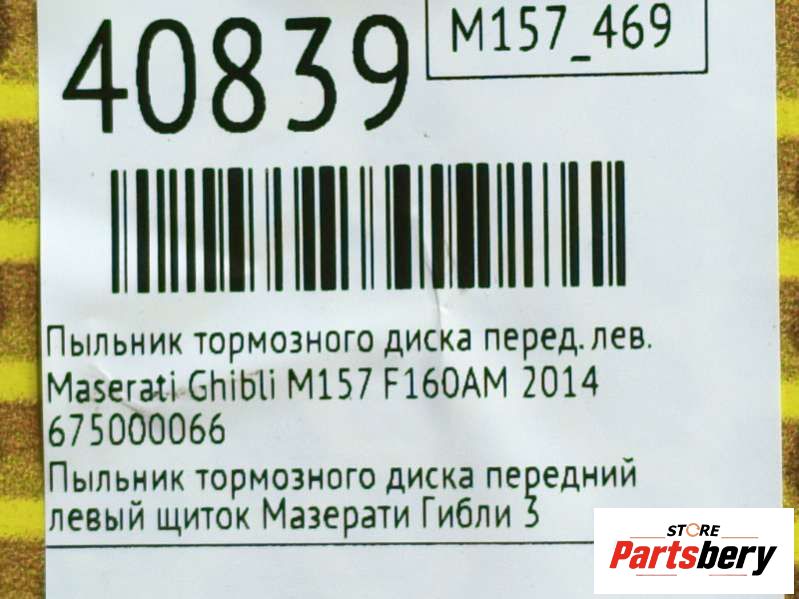 40839
M157_469
Пыльник тормозного диска перед. лев.
Maserati Ghibli M157 F160AM 2014
675000066
Пыльник тормозного диска передний
левый щиток Мазерати Гибли 3
STORE
Partsbery